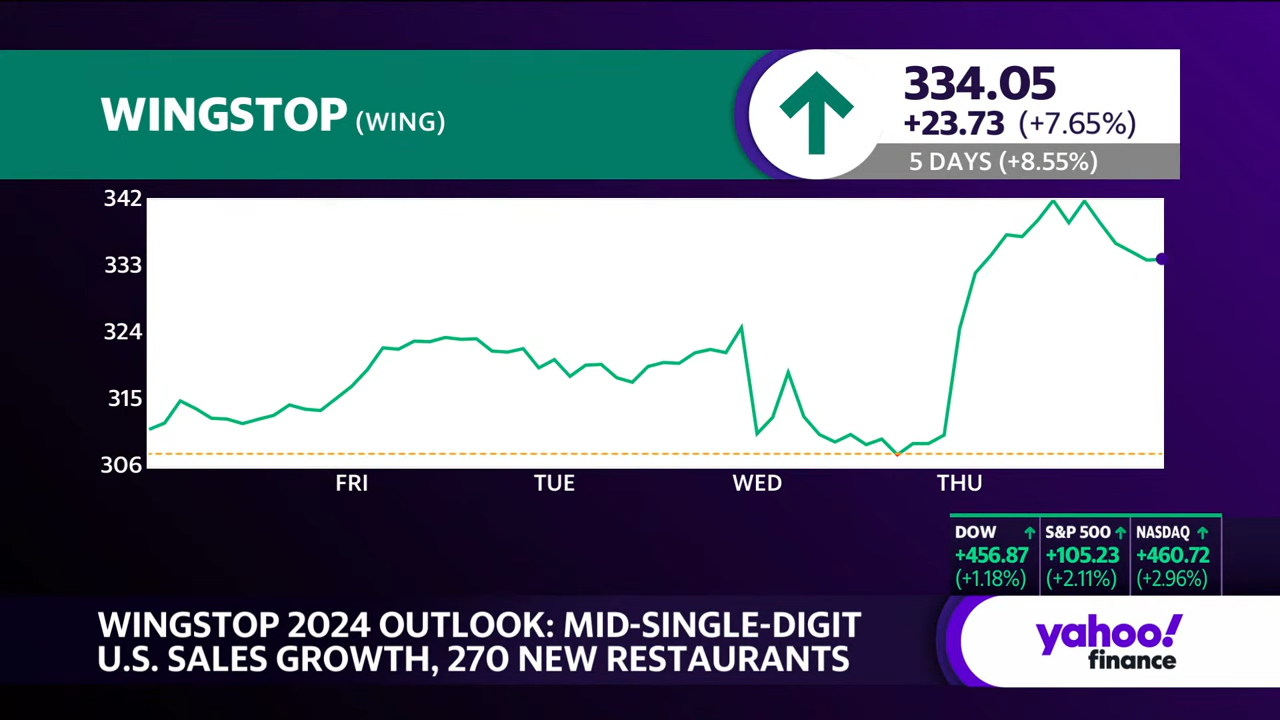 WINGSTOP (WING)
334.05
+23.73 (+7.65%)
5 DAYS (+8.55%)
342
333
324
315
306
FRI TUE WED THU
DOW S&P 500 NASDAQ
+456.87 +105.23 +460.72
(+1.18%) (+2.11%) (+2.96%)
WINGSTOP 2024 OUTLOOK: MID-SINGLE-DIGIT
U.S. SALES GROWTH, 270 NEW RESTAURANTS
yahoo!
finance